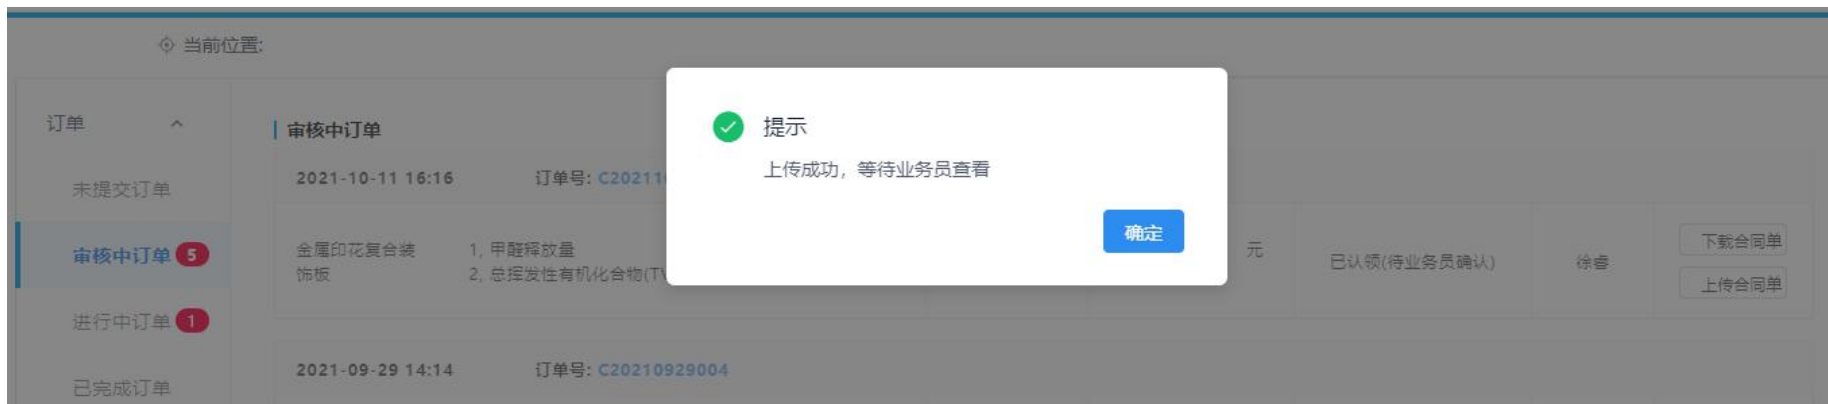 当前位置:
订单
未提交订单
审核中订单 5
进行中订单 1
已完成订单
审核中订单
2021-10-11 16:16 订单号: C20211
金属印花复合装
饰板
1, 甲醛释放量
2, 总挥发性有机化合物(TV
元
已认领(待业务员确认)
徐睿
下载合同单
上传合同单
2021-09-29 14:14 订单号: C20210929004
提示
上传成功，等待业务员查看
确定